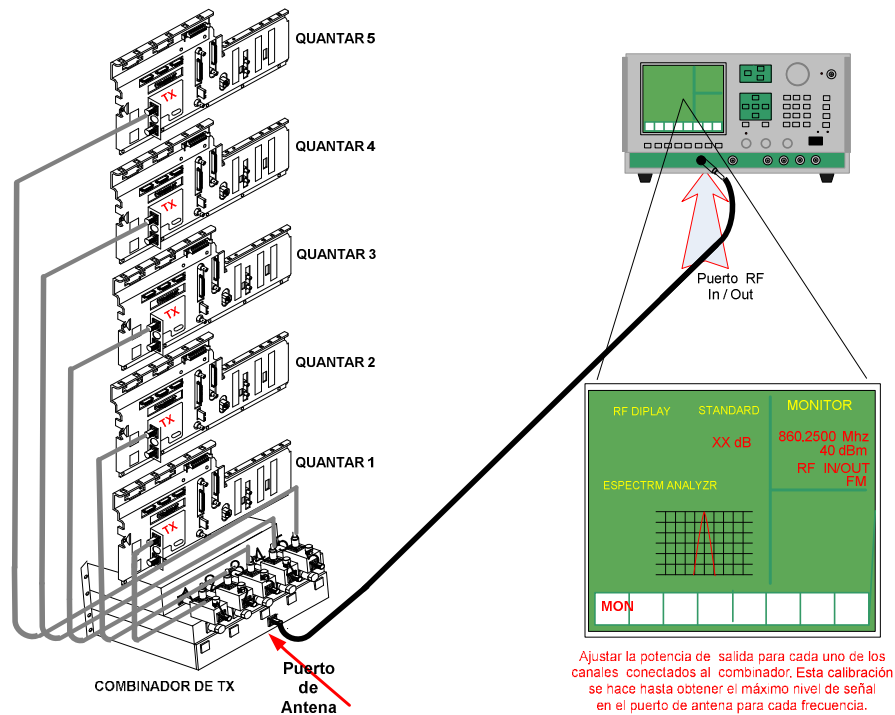 QUANTAR 5
TX
QUANTAR 4
TX
QUANTAR 3
TX
QUANTAR 2
TX
QUANTAR 1
TX
COMBINADOR DE TX
Puerto
de
Antena
Puerto RF
In / Out
RF DIPLAY
STANDARD
MONITOR
XX dB
860,2500 Mhz
40 dBm
RF IN/OUT
FM
ESPECTRM ANALYZR
MON
Ajustar la potencia de salida para cada uno de los
canales conectados al combinador. Esta calibración
se hace hasta obtener el máximo nivel de señal
en el puerto de antena para cada frecuencia.